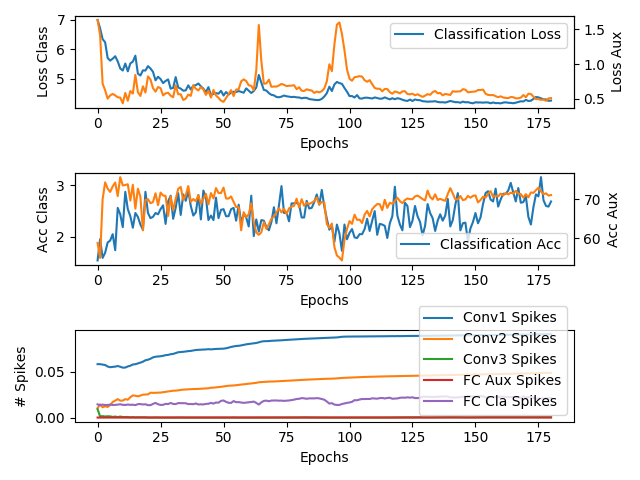 7
6
5
Loss Class
Classification Loss
1.5
1.0
0.5
Loss Aux
0 25 50 75 100 125 150 175
Epochs
3
2
Acc Class
Classification Acc
70
60
Acc Aux
0 25 50 75 100 125 150 175
Epochs
0.05
0.00
# Spikes
Conv1 Spikes
Conv2 Spikes
Conv3 Spikes
FC Aux Spikes
FC Cla Spikes
0 25 50 75 100 125 150 175
Epochs